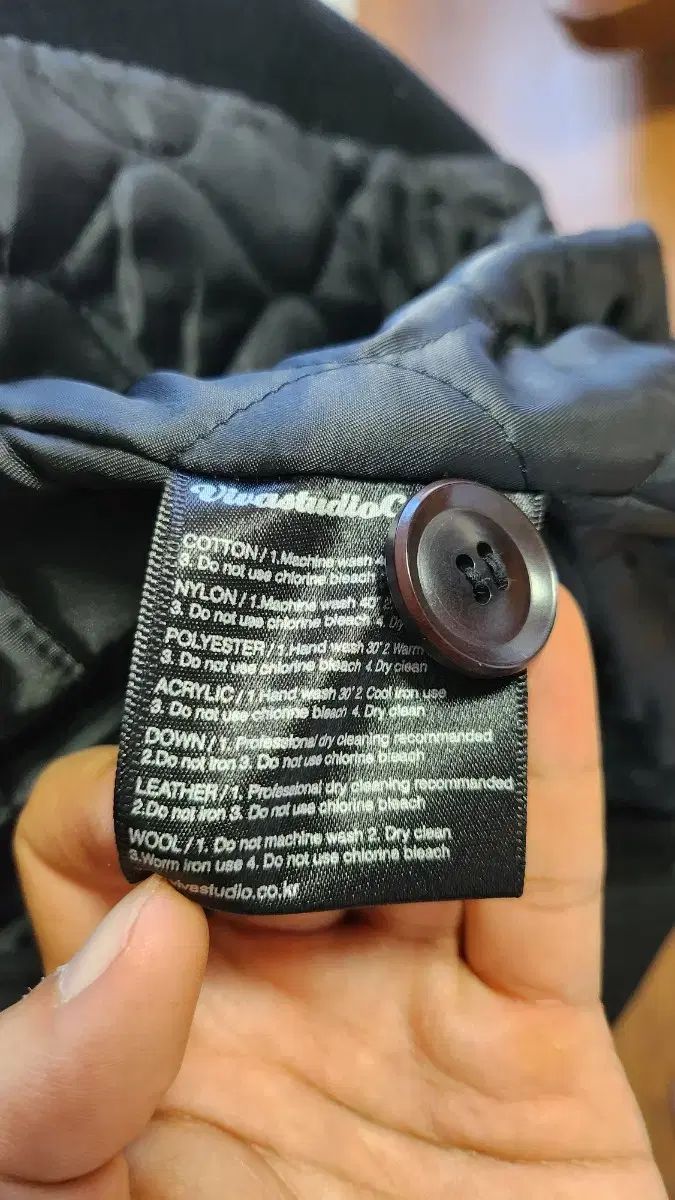 VivastudioC
COTTON / 1.Machine wash
3. Do not use chlorine bleach
NYLON / 1.Machine wash 40° 2.
3. Do not use chlorine bleach 4. Dry
POLYESTER / 1.Hand wash 30° 2. Warm
3. Do not use chlorine bleach 4. Dry clean
ACRYLIC / 1.Hand wash 30° 2. Cool iron use
3. Do not use chlorine bleach 4. Dry clean
DOWN / 1. Professional dry cleaning recommended
2.Do not iron 3. Do not use chlorine bleach
LEATHER / 1. Professional dry cleaning recommended
2.Do not iron 3. Do not use chlorine bleach
WOOL / 1. Do not machine wash 2. Dry clean
3.Worm iron use 4. Do not use chlorine bleach
vivastudio.co.kr